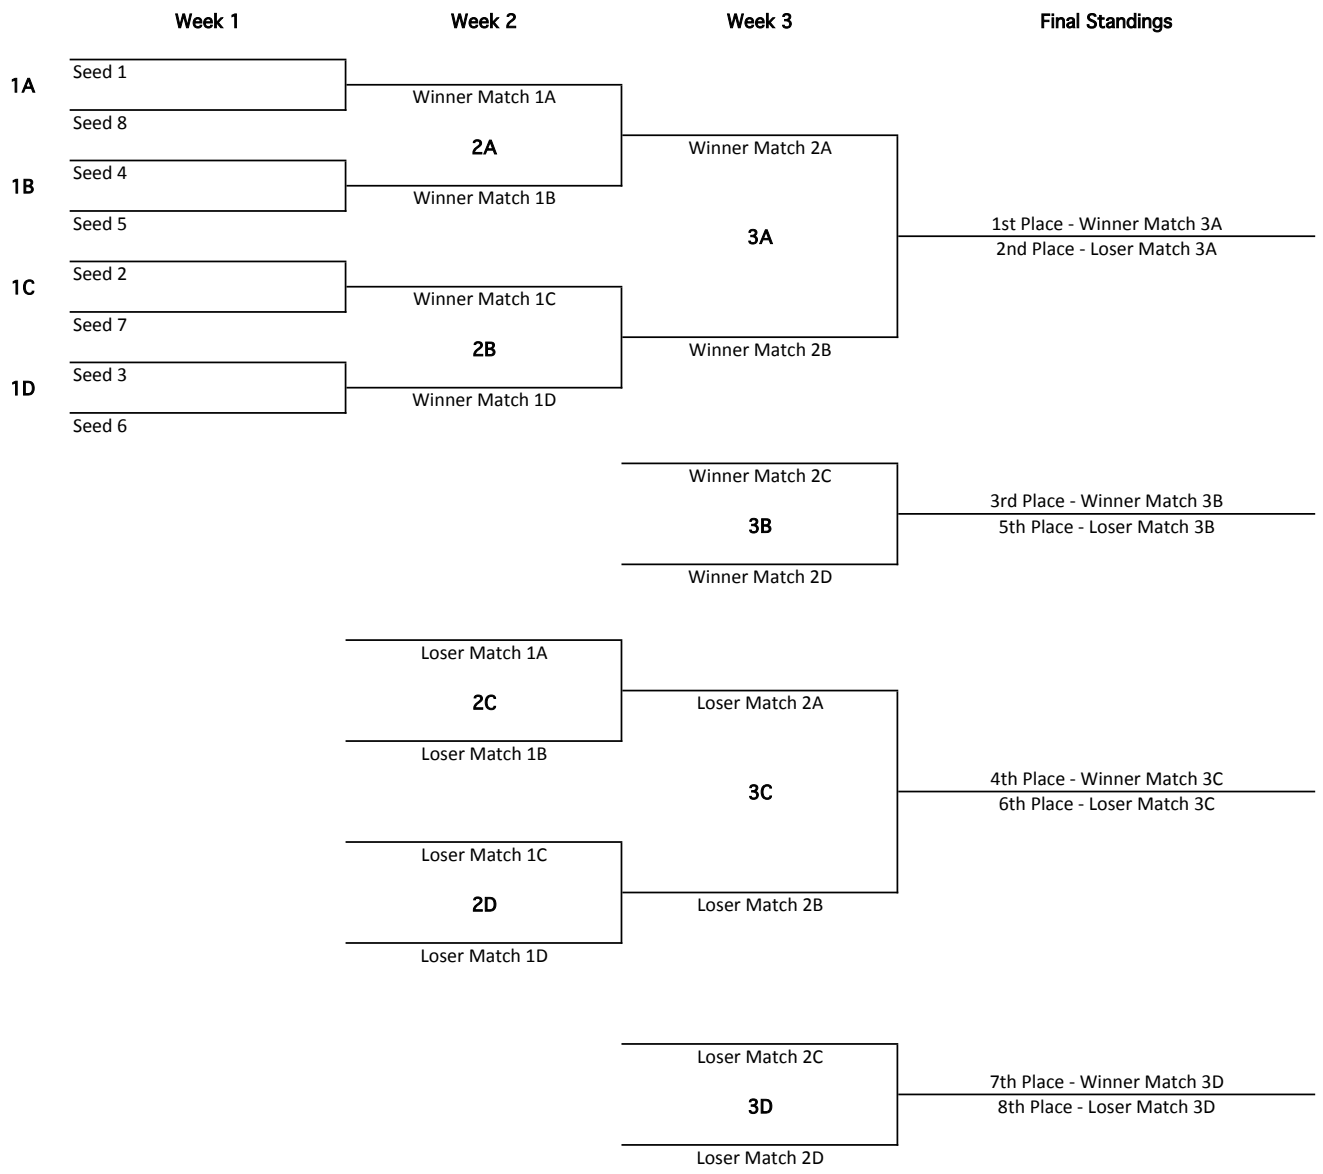 Week 1
Week 2
Week 3
Final Standings
1A
Seed 1
Seed 8
Winner Match 1A
2A
Winner Match 2A
1B
Seed 4
Seed 5
Winner Match 1B
3A
1st Place - Winner Match 3A
2nd Place - Loser Match 3A
1C
Seed 2
Seed 7
Winner Match 1C
2B
Winner Match 2B
1D
Seed 3
Seed 6
Winner Match 1D
Winner Match 2C
3B
Winner Match 2D
3rd Place - Winner Match 3B
5th Place - Loser Match 3B
Loser Match 1A
2C
Loser Match 1B
Loser Match 2A
3C
4th Place - Winner Match 3C
6th Place - Loser Match 3C
Loser Match 1C
2D
Loser Match 1D
Loser Match 2B
Loser Match 2C
3D
Loser Match 2D
7th Place - Winner Match 3D
8th Place - Loser Match 3D